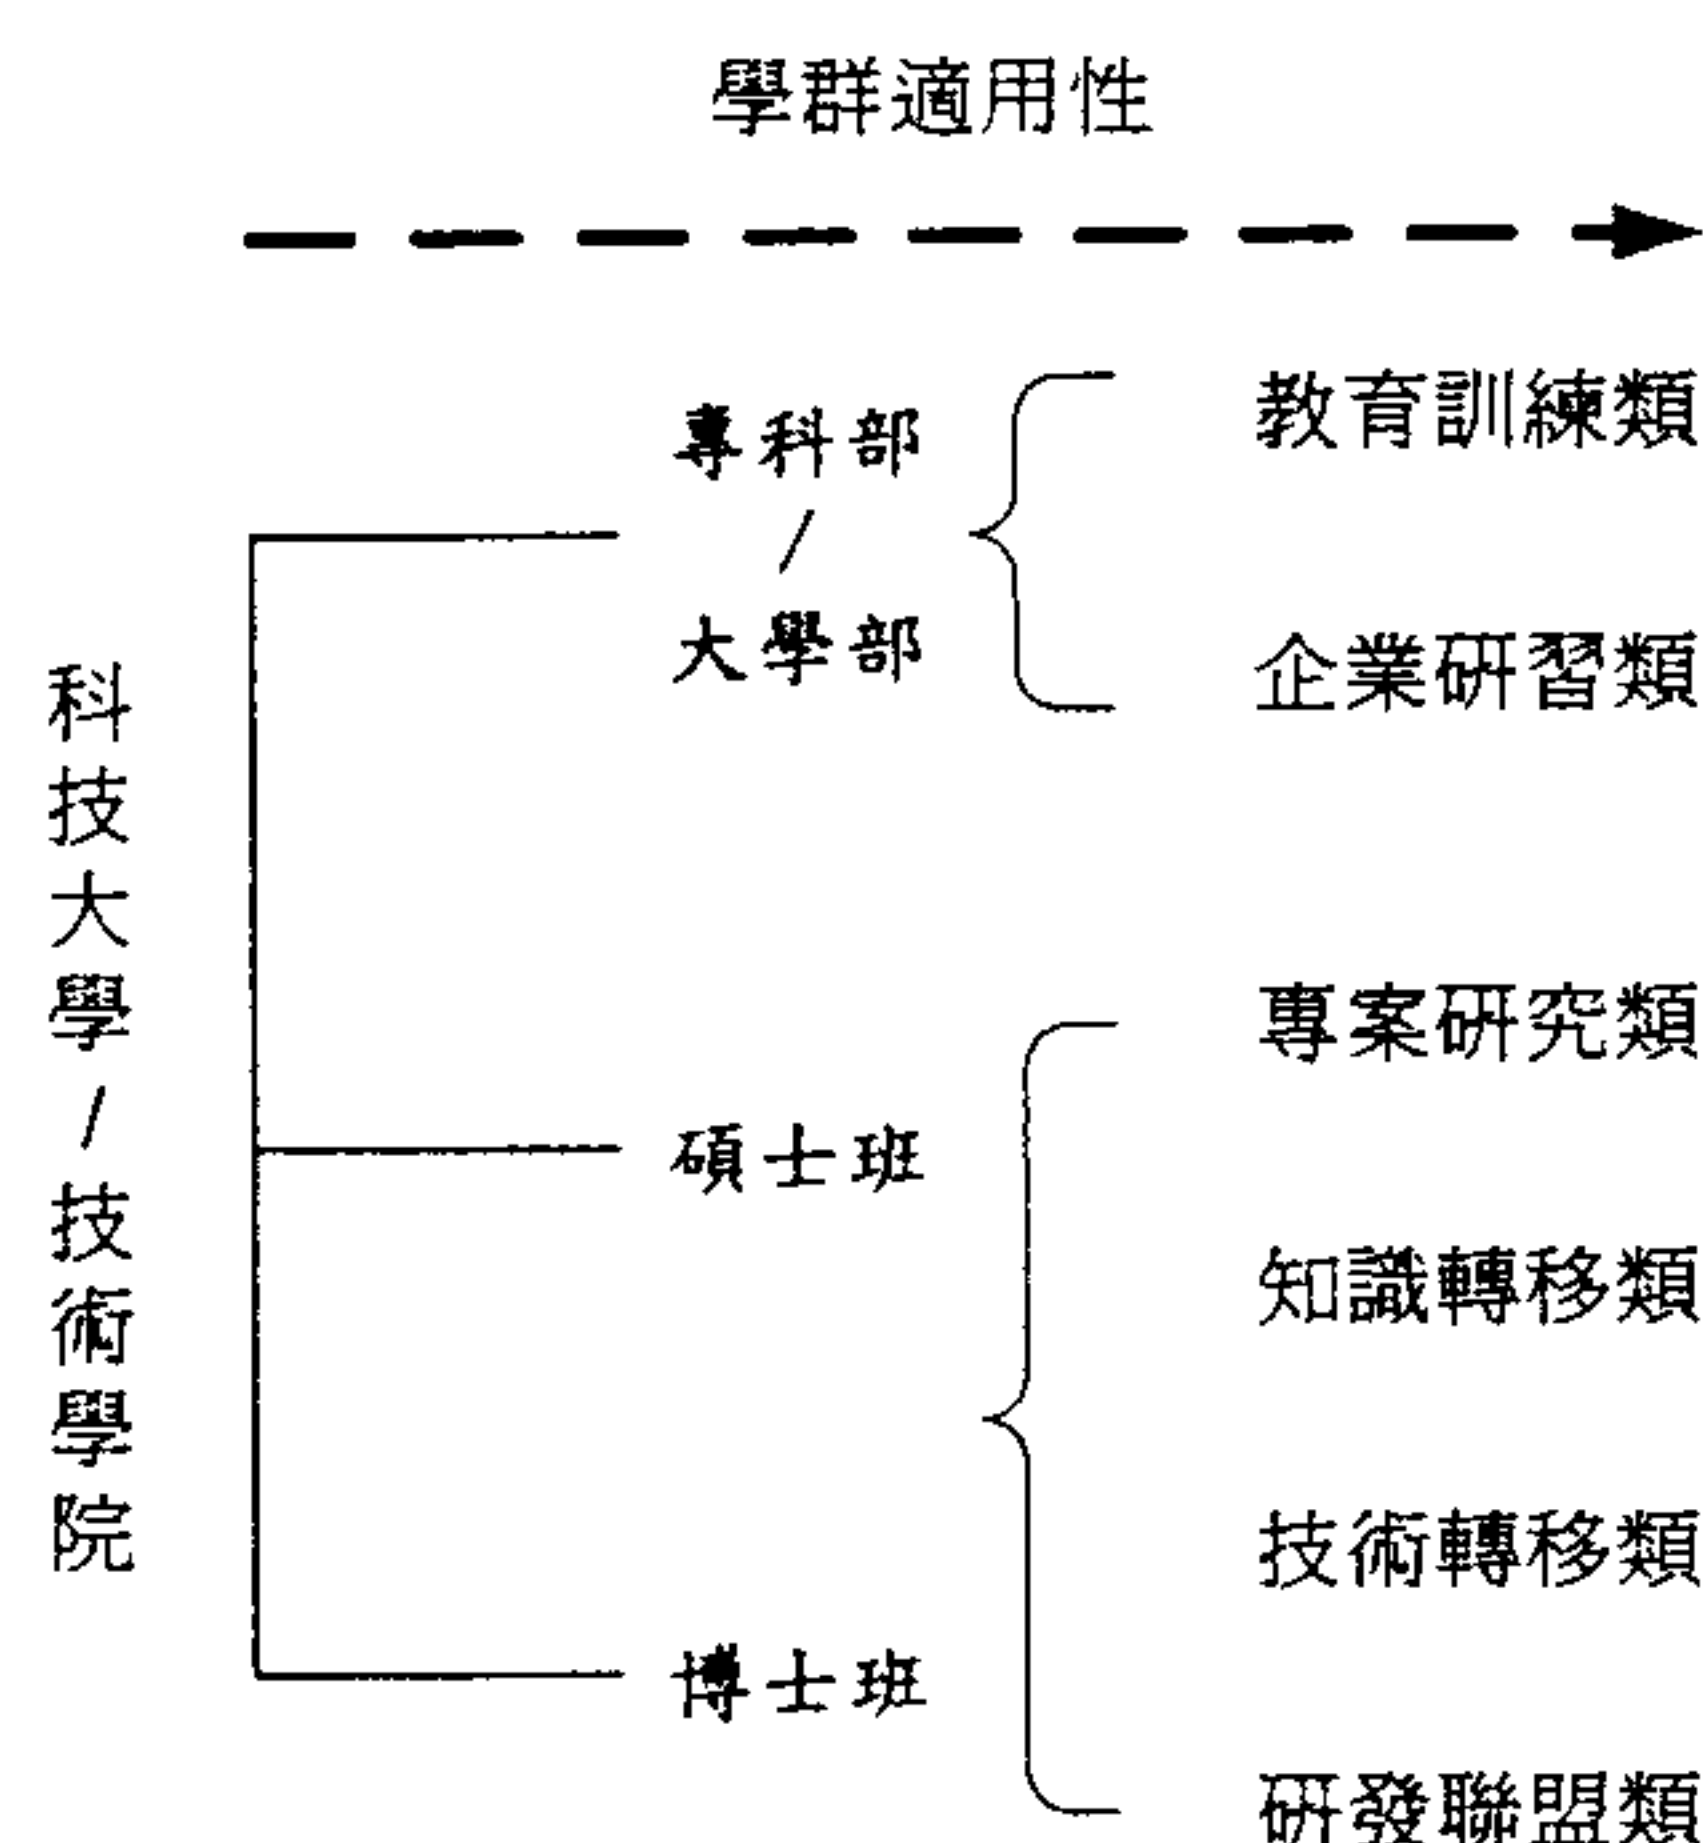 學群適用性
科技大學/技術學院
專科部
/
大學部
教育訓練類
企業研習類
碩士班
博士班
專案研究類
知識轉移類
技術轉移類
研發聯盟類